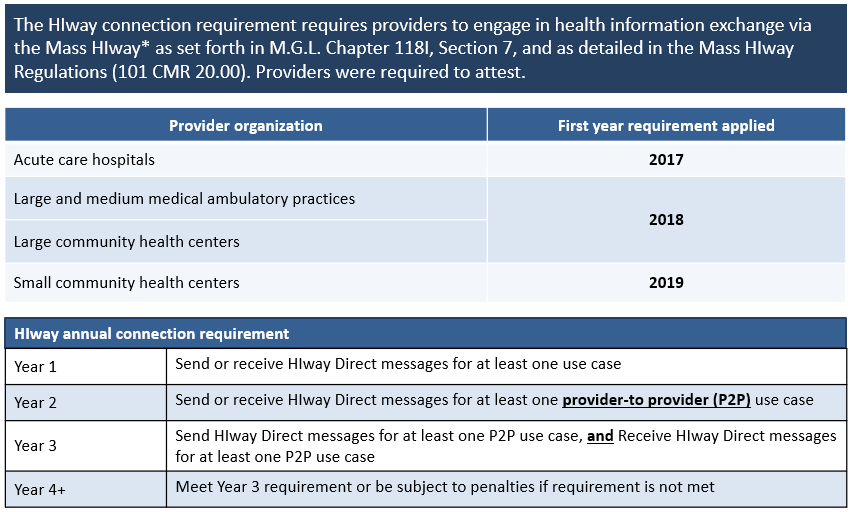 The HIway connection requirement requires providers to engage in health information exchange via
the Mass HIway* as set forth in M.G.L. Chapter 118I, Section 7, and as detailed in the Mass HIway
Regulations (101 CMR 20.00). Providers were required to attest.
Provider organization First year requirement applied
Acute care hospitals 2017
Large and medium medical ambulatory practices
2018
Large community health centers
Small community health centers 2019
HIway annual connection requirement
Year 1 Send or receive HIway Direct messages for at least one use case
Year 2 Send or receive HIway Direct messages for at least one provider-to provider (P2P) use case
Year 3 Send HIway Direct messages for at least one P2P use case, and Receive HIway Direct messages
for at least one P2P use case
Year 4+ Meet Year 3 requirement or be subject to penalties if requirement is not met